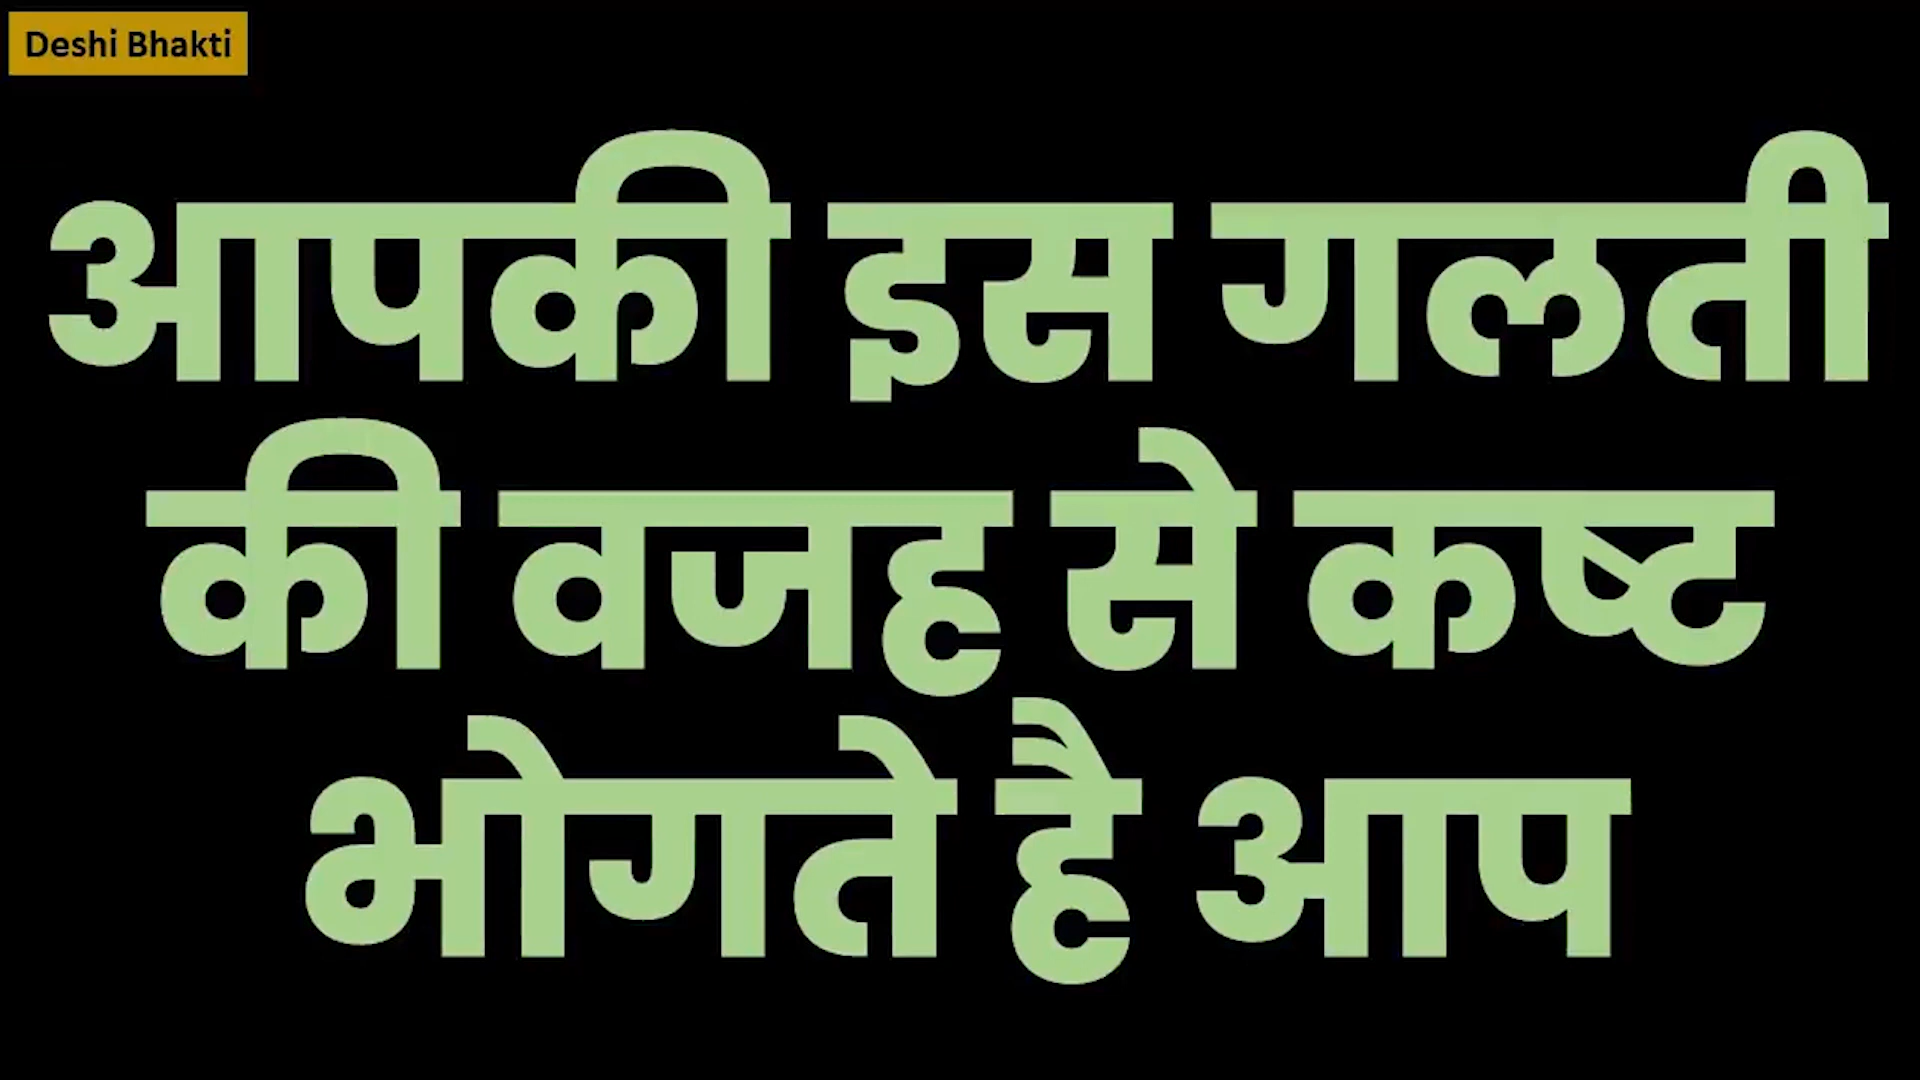 Deshi Bhakti
आपकी इस गलती
की वजह से कष्ट
भोगते है आप